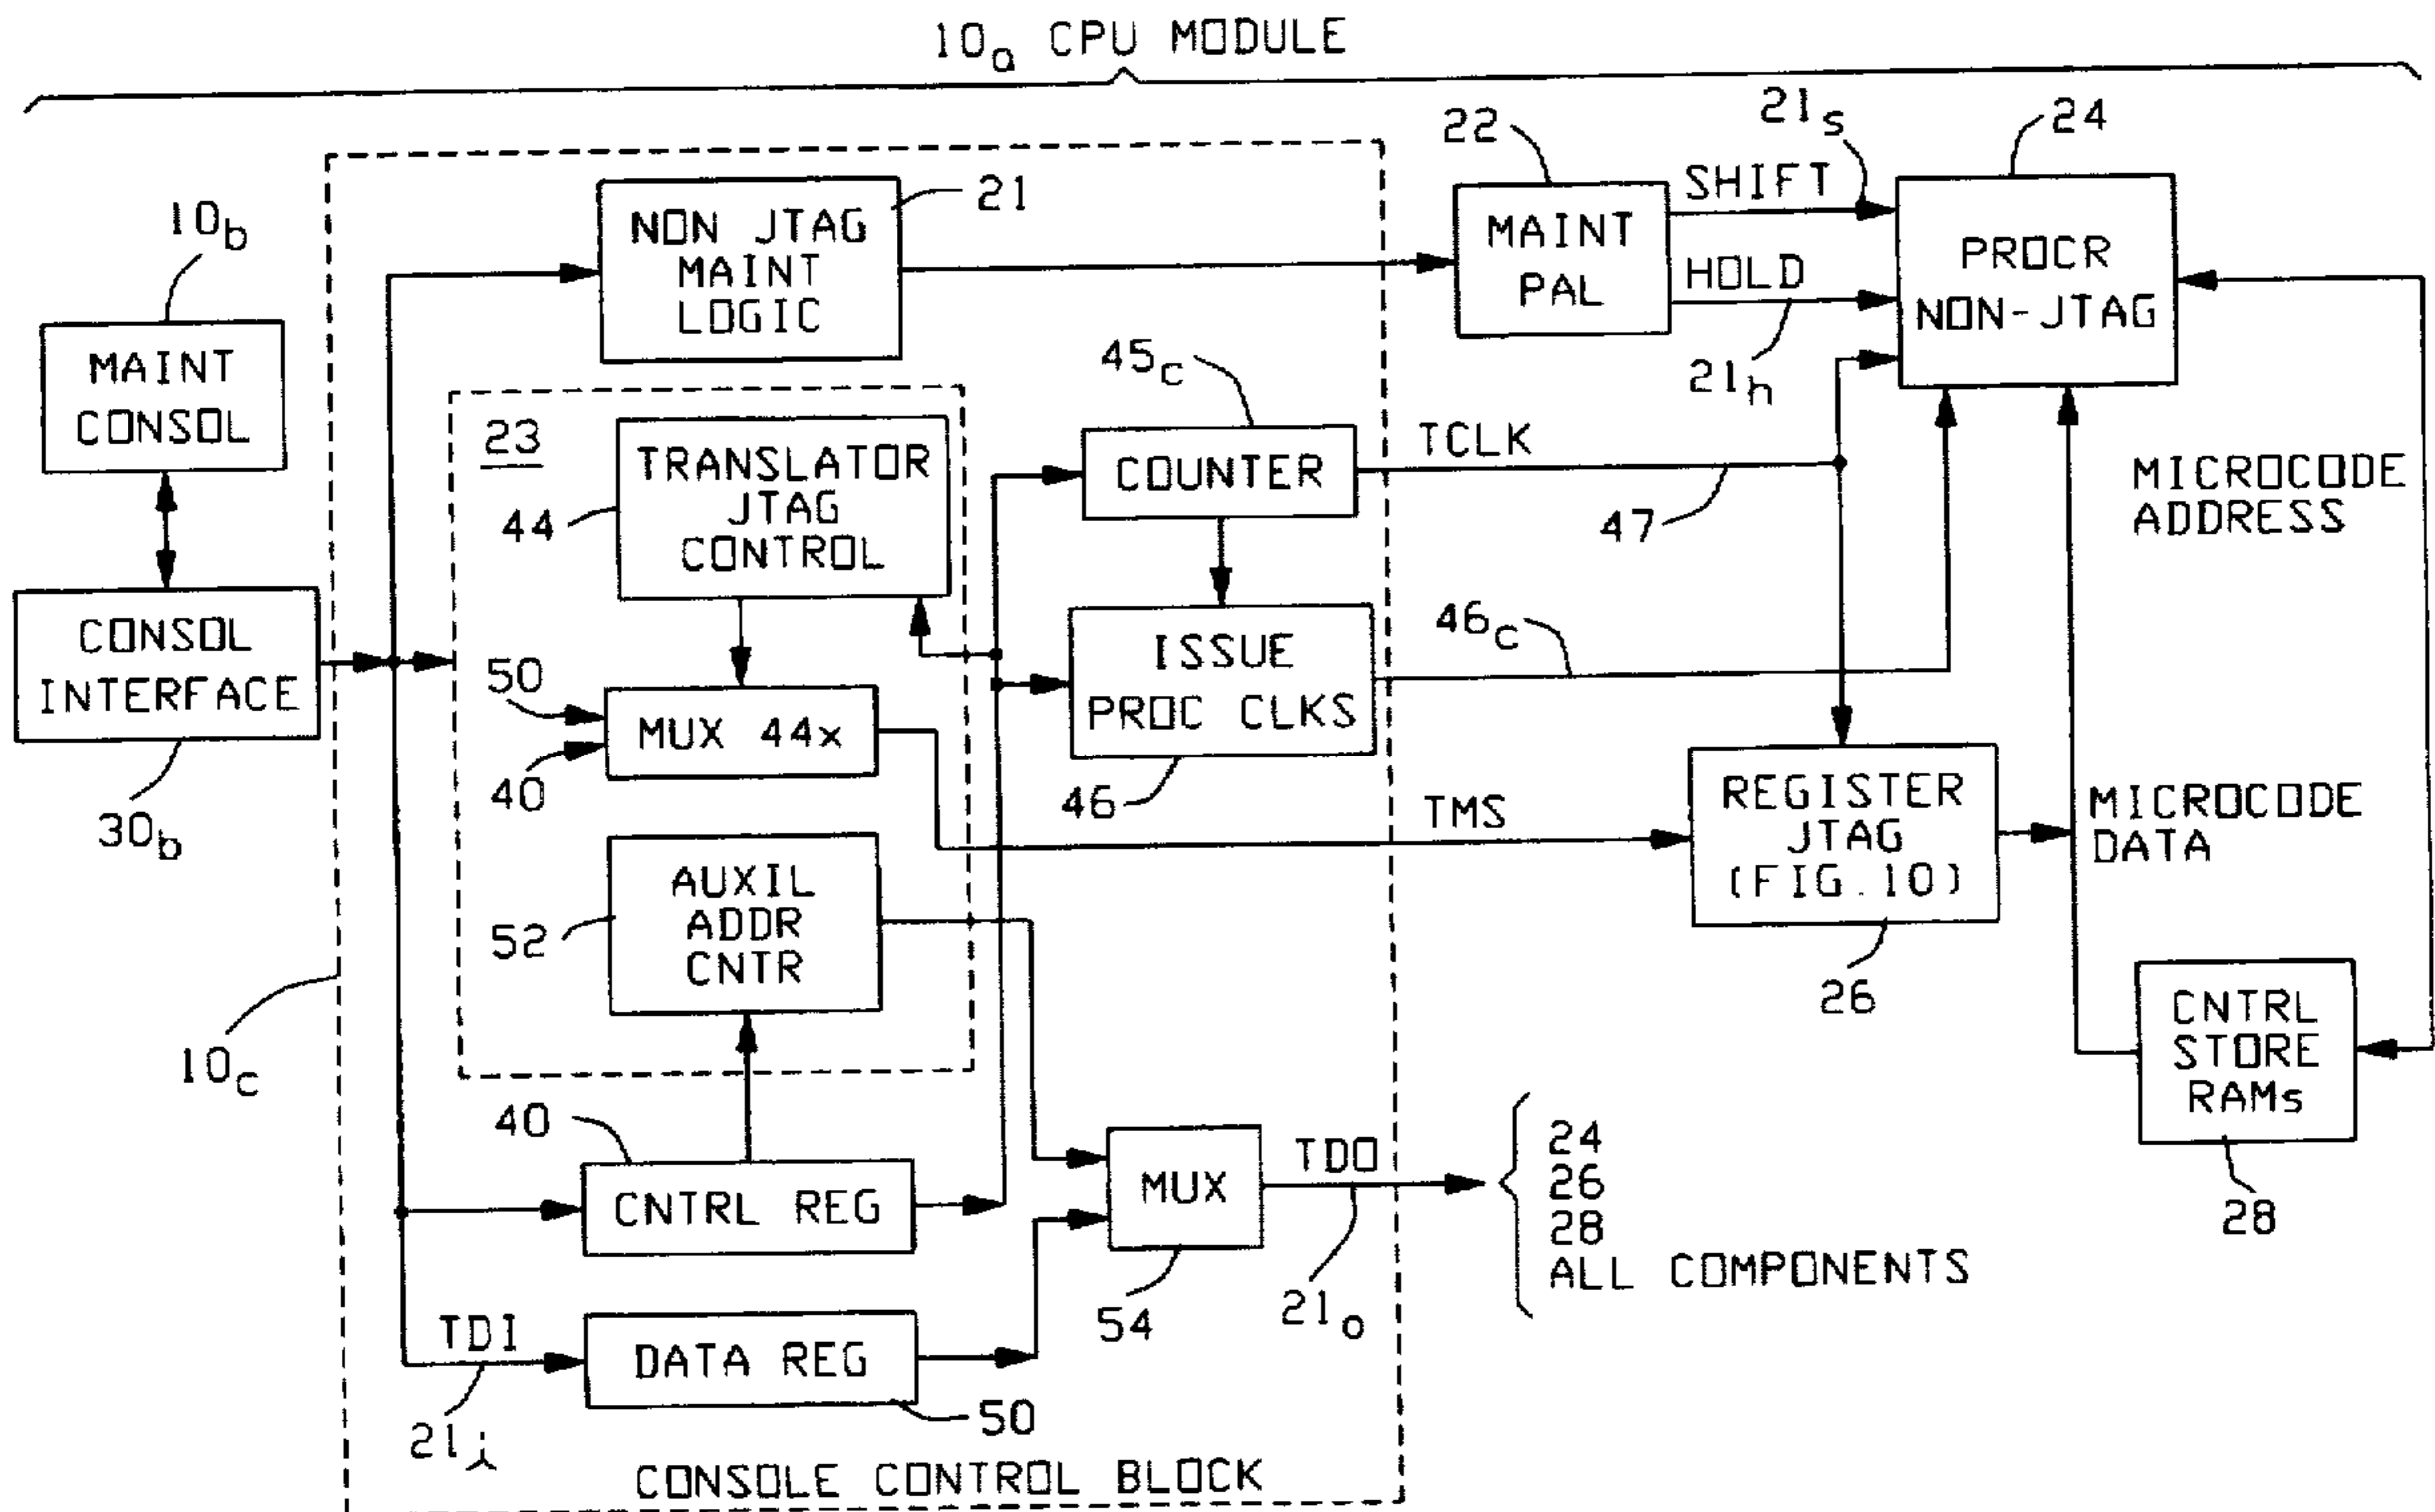 10a CPU MODULE
10b
MAINT
CONSOL
CONSOL
INTERFACE
30b
10c
NON JTAG
MAINT
LOGIC
21
23
TRANSLATOR
JTAG
CONTROL
44
50
40
MUX 44x
AUXIL
ADDR
CNTR
52
40
CNTRL REG
TDI
21i
DATA REG
50
CONSOLE CONTROL BLOCK
45c
COUNTER
ISSUE
PROC CLKS
46
MUX
54
TDO
21o
24
26
28
ALL COMPONENTS
22
MAINT
PAL
SHIFT
21s
HOLD
21h
24
PROCR
NON-JTAG
TCLK
47
46c
TMS
REGISTER
JTAG
(FIG.10)
26
MICROCODE
ADDRESS
MICROCODE
DATA
CNTRL
STORE
RAMs
28